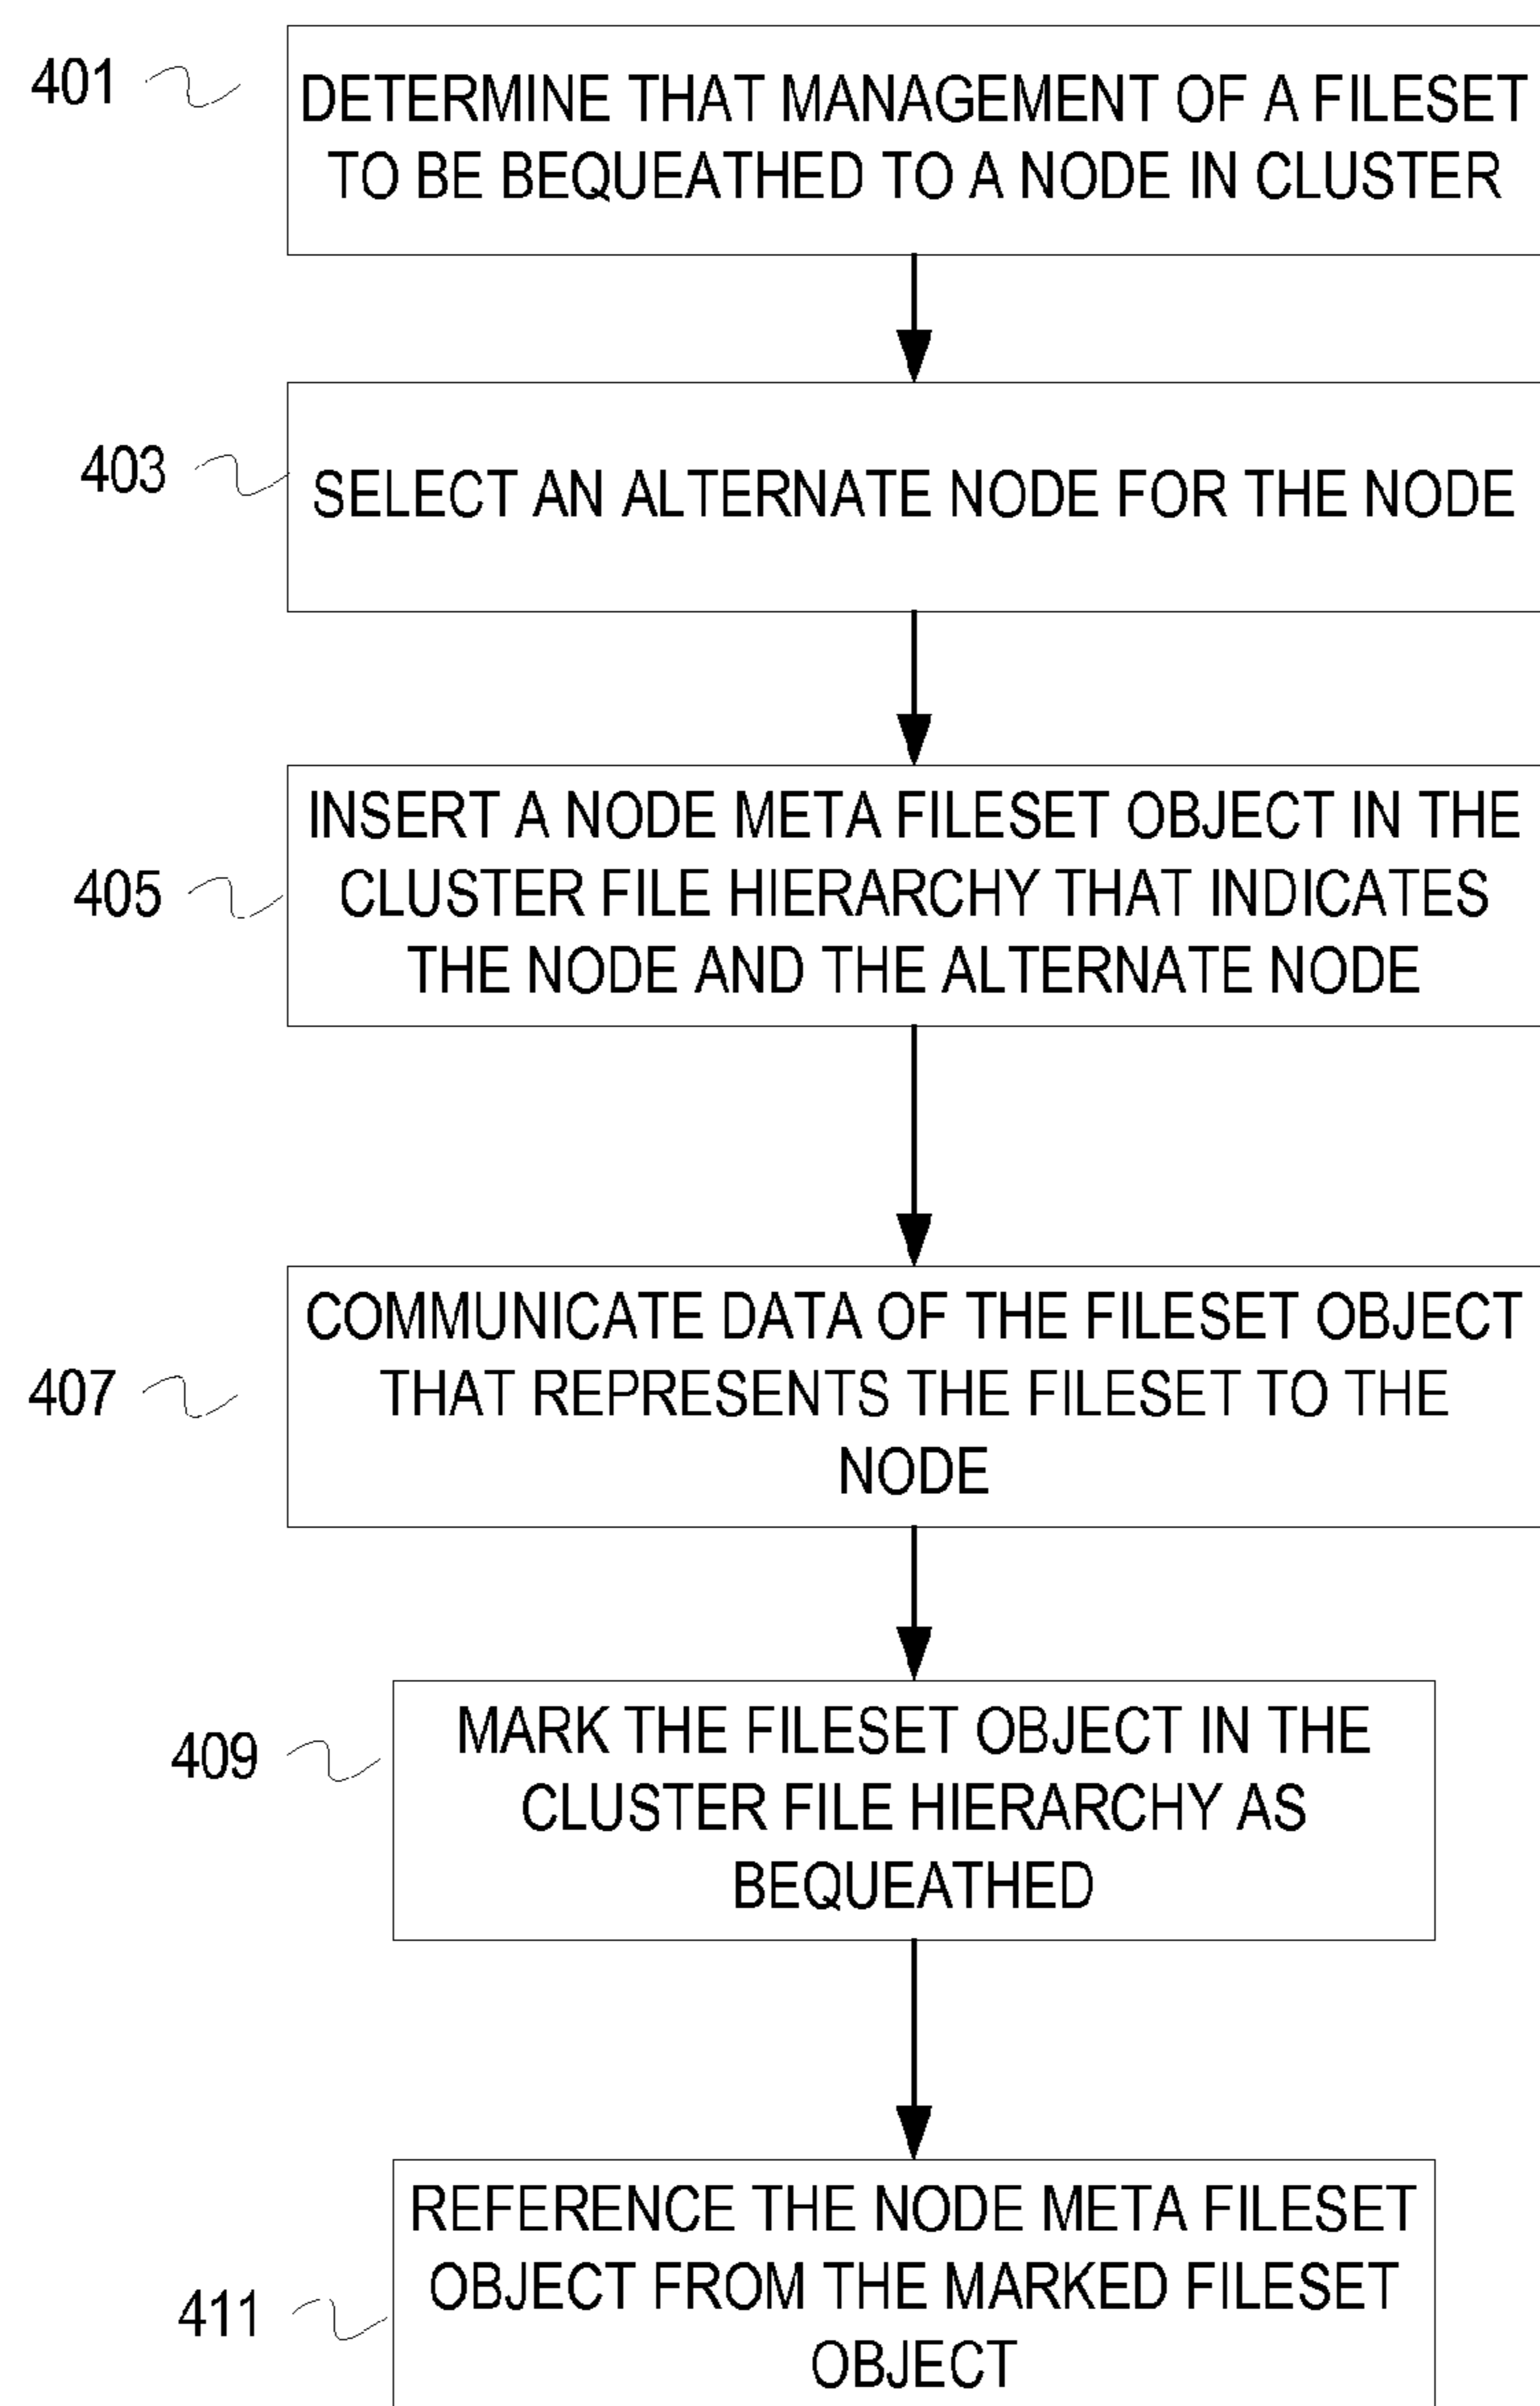 401
DETERMINE THAT MANAGEMENT OF A FILESET
TO BE BEQUEATHED TO A NODE IN CLUSTER
403
SELECT AN ALTERNATE NODE FOR THE NODE
INSERT A NODE META FILESET OBJECT IN THE
405
CLUSTER FILE HIERARCHY THAT INDICATES
THE NODE AND THE ALTERNATE NODE
COMMUNICATE DATA OF THE FILESET OBJECT
407
THAT REPRESENTS THE FILESET TO THE
NODE
409
MARK THE FILESET OBJECT IN THE
CLUSTER FILE HIERARCHY AS
BEQUEATHED
REFERENCE THE NODE META FILESET
411
OBJECT FROM THE MARKED FILESET
OBJECT